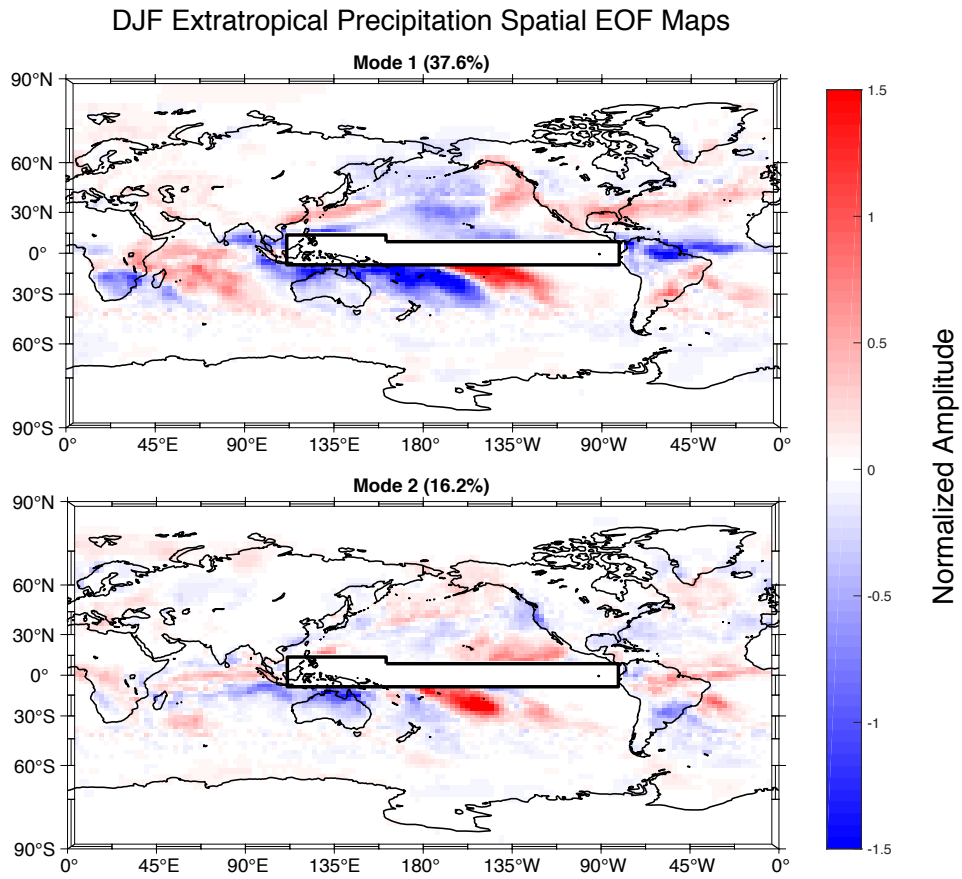 DJF Extratropical Precipitation Spatial EOF Maps
Mode 1 (37.6%)
90°N
60°N
30°N
0°
30°S
60°S
90°S
0° 45°E 90°E 135°E 180° 135°W 90°W 45°W 0°
Mode 2 (16.2%)
90°N
60°N
30°N
0°
30°S
60°S
90°S
0° 45°E 90°E 135°E 180° 135°W 90°W 45°W 0°
1.5
1
0.5
0
-0.5
-1
-1.5
Normalized Amplitude